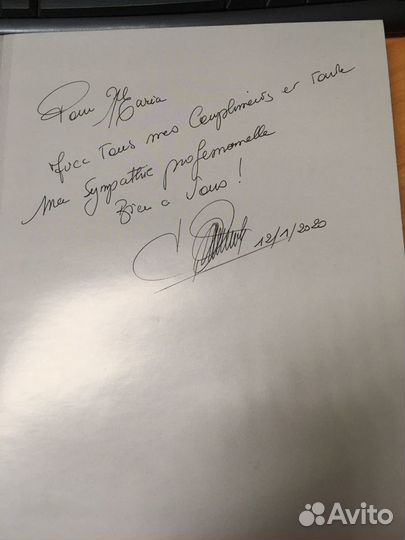 Pour Maria
Avec Tous mes Compliments et Toute
Ma Sympathie professionnelle
Bien a Vous !
12/1/2020
Avito